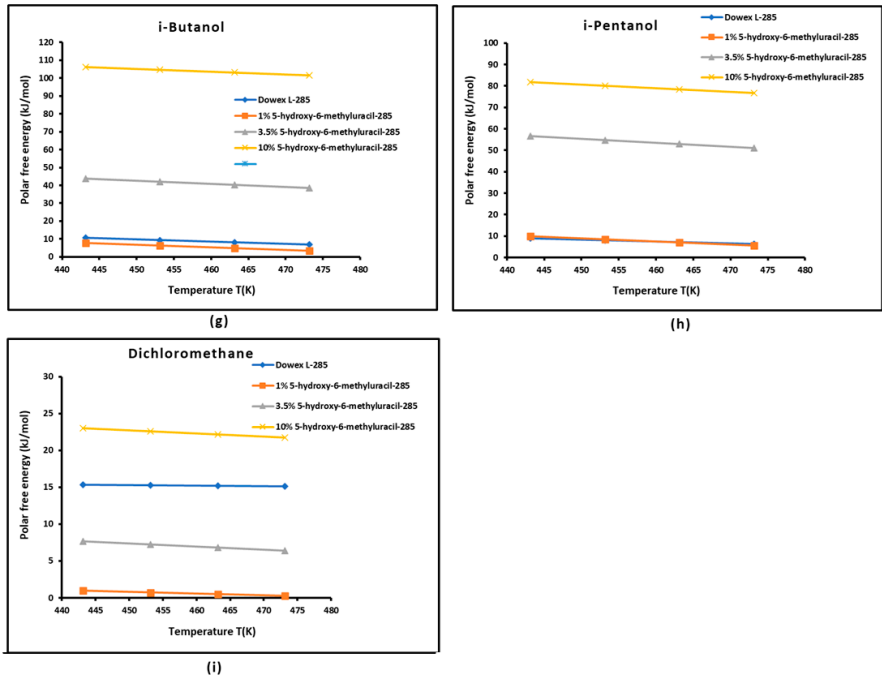 i-Butanol
Polar free energy (kJ/mol)
120
110
100
90
80
70
60
50
40
30
20
10
0
440 445 450 455 460 465 470 475 480
Temperature T(K)
Dowex L-285
1% 5-hydroxy-6-methyluracil-285
3.5% 5-hydroxy-6-methyluracil-285
10% 5-hydroxy-6-methyluracil-285
(g)
i-Pentanol
Polar free energy (kJ/mol)
100
90
80
70
60
50
40
30
20
10
0
440 445 450 455 460 465 470 475 480
Temperature T(K)
Dowex L-285
1% 5-hydroxy-6-methyluracil-285
3.5% 5-hydroxy-6-methyluracil-285
10% 5-hydroxy-6-methyluracil-285
(h)
Dichloromethane
Polar free energy (kJ/mol)
30
25
20
15
10
5
0
440 445 450 455 460 465 470 475 480
Temperature T(K)
Dowex L-285
1% 5-hydroxy-6-methyluracil-285
3.5% 5-hydroxy-6-methyluracil-285
10% 5-hydroxy-6-methyluracil-285
(i)